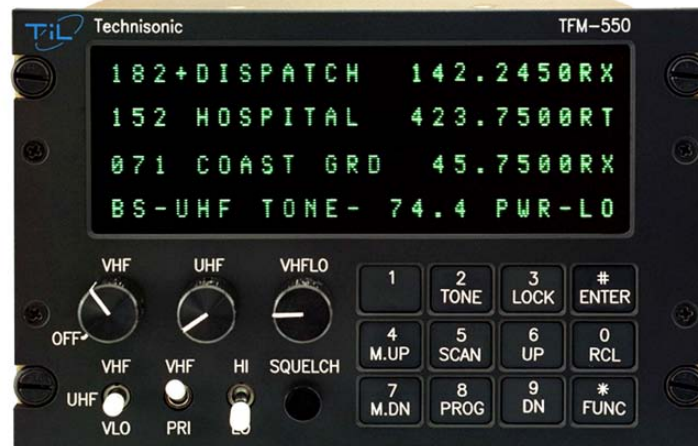 TiL Technisonic TFM-550
182+DISPATCH 142.2450RX
152 HOSPITAL 423.7500RT
071 COAST GRD 45.7500RX
BS-UHF TONE- 74.4 PWR-LO
VHF UHF VHFLO
OFF
1 2 3 #
TONE LOCK ENTER
4 5 6 0
M.UP SCAN UP RCL
7 8 9 *
M.DN PROG DN FUNC
VHF VHF HI SQUELCH
UHF
VLO PRI LO